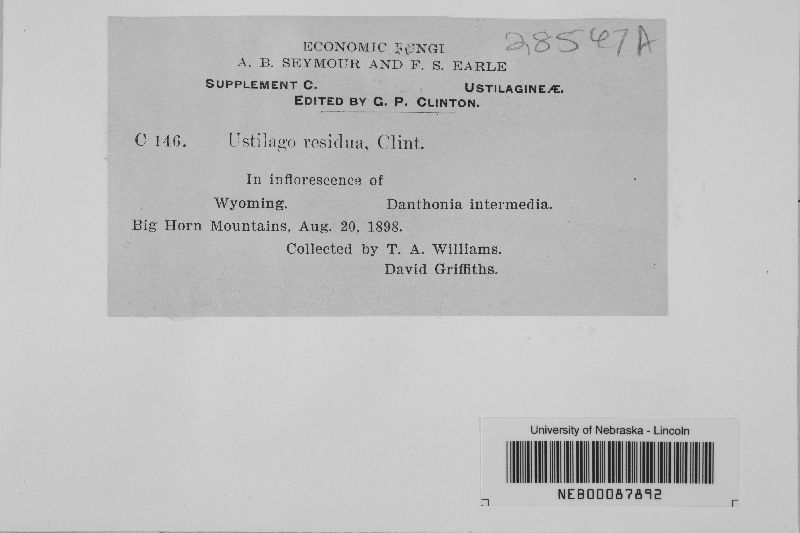 28547A
ECONOMIC FUNGI
A. B. SEYMOUR AND F. S. EARLE
SUPPLEMENT C. USTILAGINEÆ.
EDITED BY G. P. CLINTON.
C 146. Ustilago residua, Clint.
In inflorescence of
Wyoming. Danthonia intermedia.
Big Horn Mountains, Aug. 20, 1898.
Collected by T. A. Williams.
David Griffiths.
University of Nebraska - Lincoln
NEB00087892